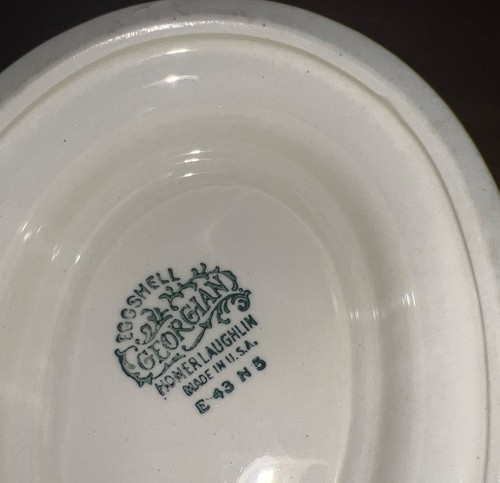 EGGSHELL
GEORGIAN
HOMER LAUGHLIN
MADE IN U.S.A.
E 43 N 5